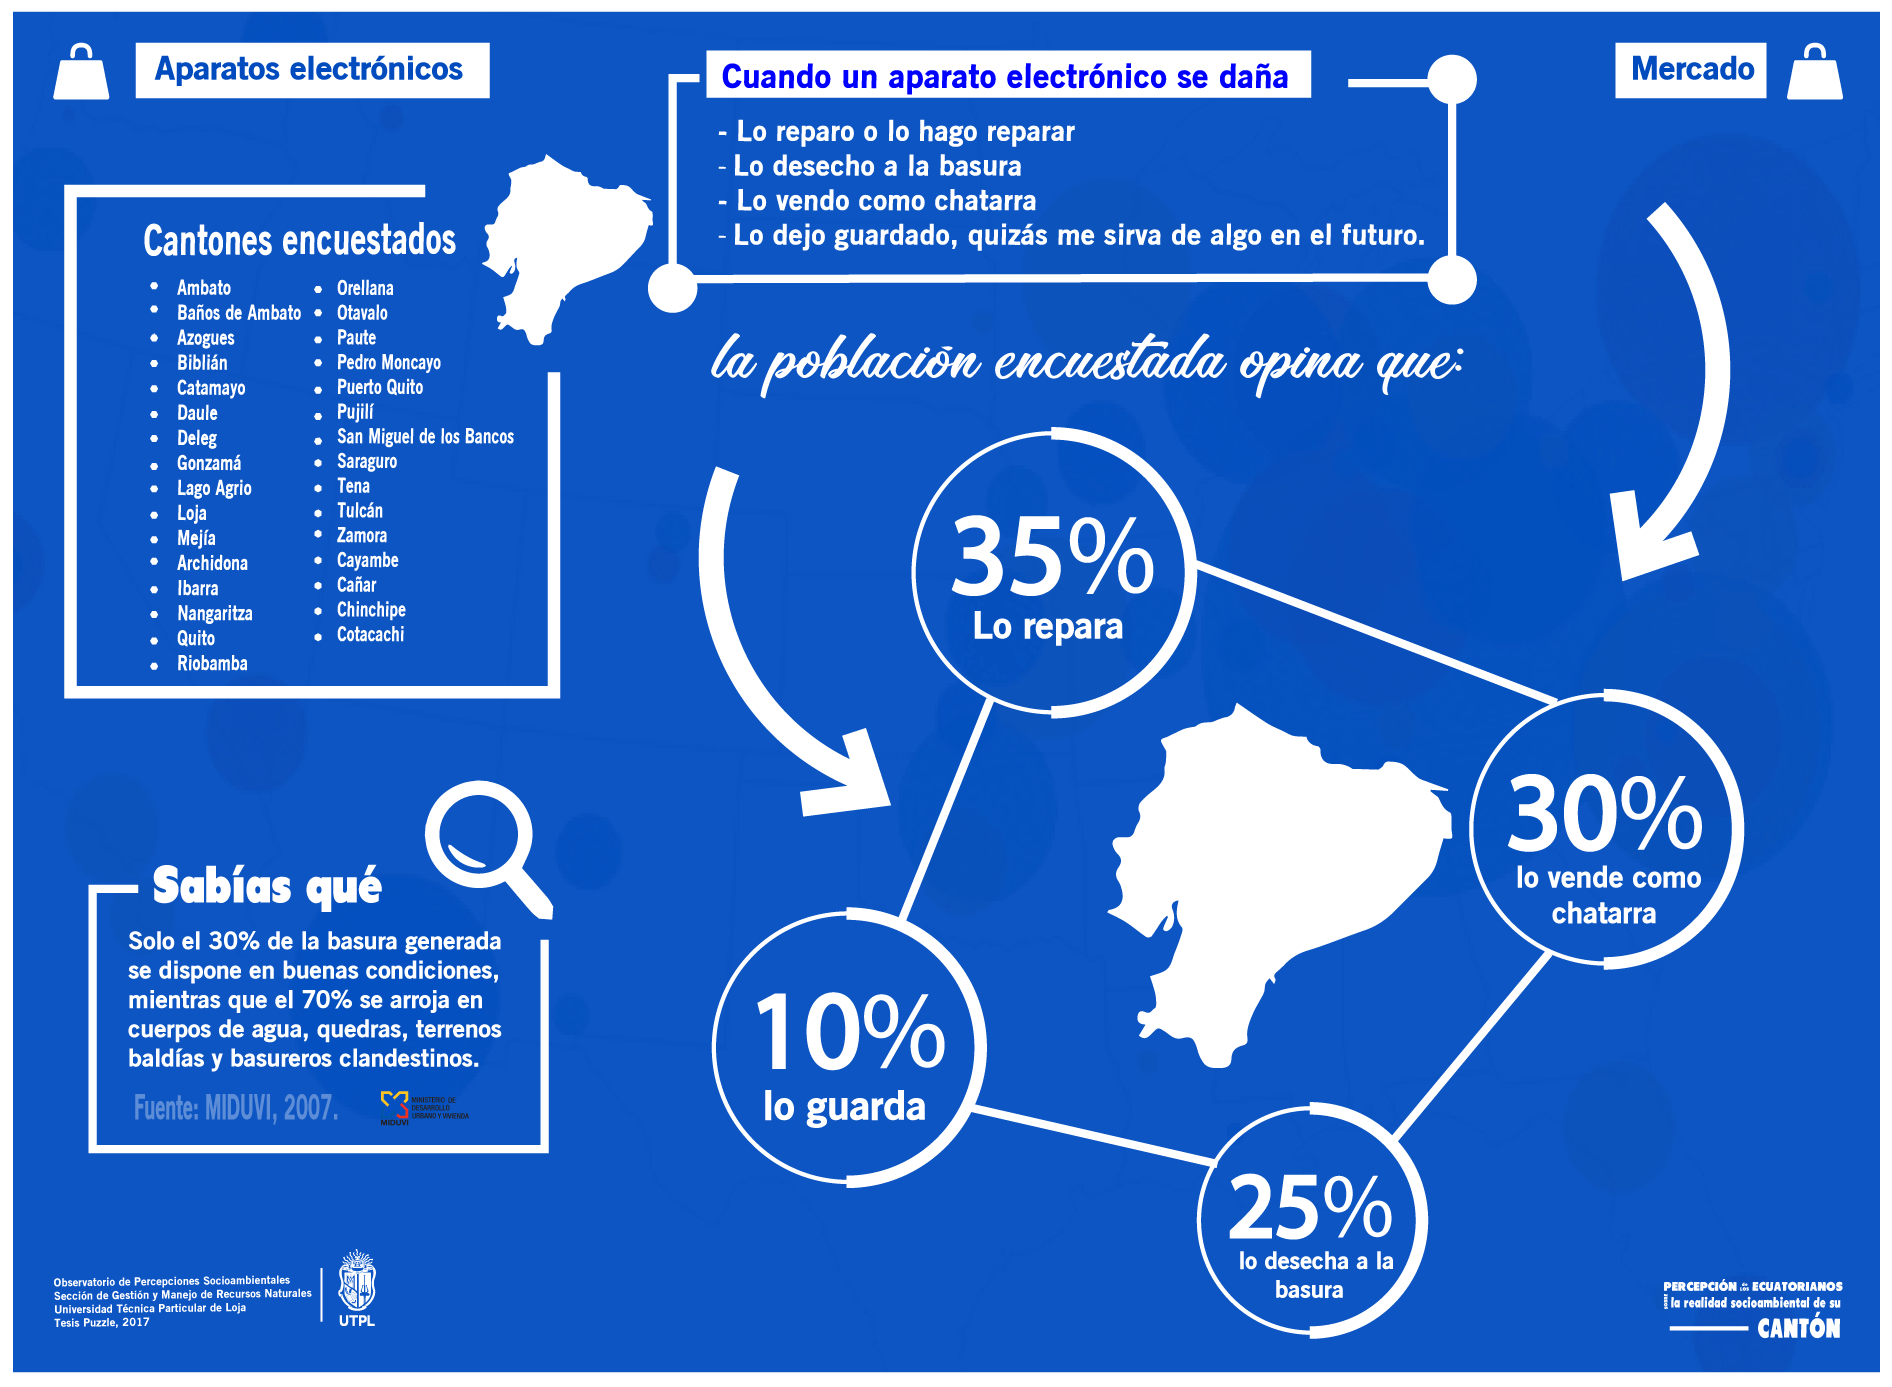 Aparatos electrónicos
Cuando un aparato electrónico se daña
Mercado
- Lo reparo o lo hago reparar
- Lo desecho a la basura
- Lo vendo como chatarra
- Lo dejo guardado, quizás me sirva de algo en el futuro.
Cantones encuestados
Ambato
Baños de Ambato
Azogues
Biblián
Catamayo
Daule
Deleg
Gonzamá
Lago Agrio
Loja
Mejía
Archidona
Ibarra
Nangaritza
Quito
Riobamba
Orellana
Otavalo
Paute
Pedro Moncayo
Puerto Quito
Pujilí
San Miguel de los Bancos
Saraguro
Tena
Tulcán
Zamora
Cayambe
Cañar
Chinchipe
Cotacachi
la población encuestada opina que:
35%
Lo repara
30%
lo vende como
chatarra
10%
lo guarda
25%
lo desecha a la
basura
Sabías qué
Solo el 30% de la basura generada
se dispone en buenas condiciones,
mientras que el 70% se arroja en
cuerpos de agua, quedras, terrenos
baldías y basureros clandestinos.
Fuente: MIDUVI, 2007.
MIDUVI
MINISTERIO DE
DESARROLLO
URBANO Y VIVIENDA
Observatorio de Percepciones Socioambientales
Sección de Gestión y Manejo de Recursos Naturales
Universidad Técnica Particular de Loja
Tesis Puzzle, 2017
UTPL
PERCEPCIÓN de los ECUATORIANOS
SOBRE la realidad socioambiental de su
CANTÓN